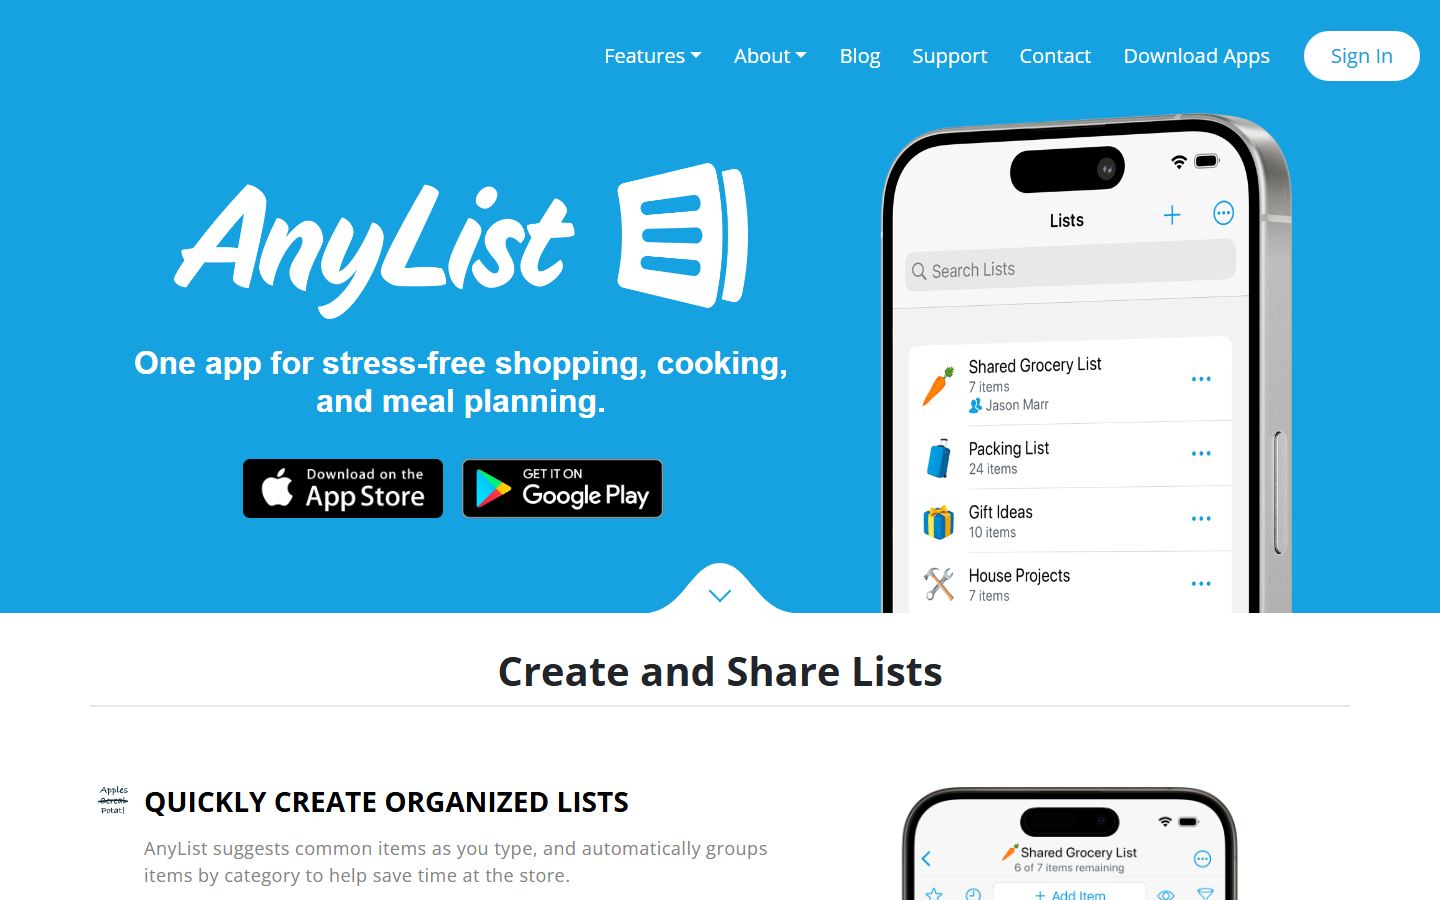 Features
About
Blog
Support
Contact
Download Apps
Sign In
AnyList
One app for stress-free shopping, cooking,
and meal planning.
Download on the
App Store
GET IT ON
Google Play
Lists
Search Lists
Shared Grocery List
7 items
Jason Marr
Packing List
24 items
Gift Ideas
10 items
House Projects
7 items
Create and Share Lists
Apples
Cereal
Potat
QUICKLY CREATE ORGANIZED LISTS
AnyList suggests common items as you type, and automatically groups
items by category to help save time at the store.
Shared Grocery List
6 of 7 items remaining
+ Add Item